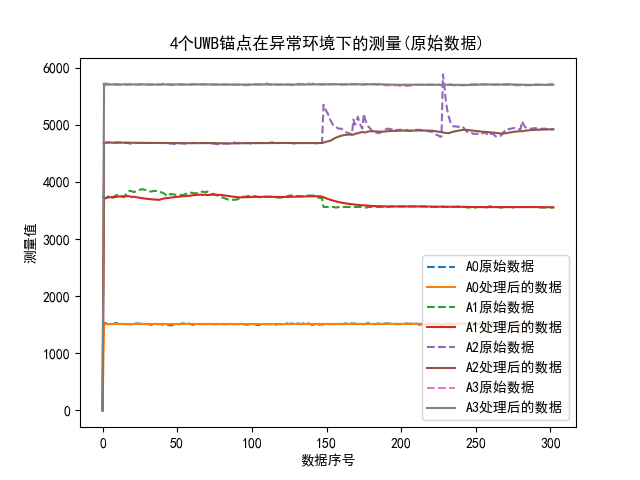 4个UWB锚点在异常环境下的测量(原始数据)
6000
5000
4000
3000
2000
1000
0
测量值
0 50 100 150 200 250 300
数据序号
A0原始数据
A0处理后的数据
A1原始数据
A1处理后的数据
A2原始数据
A2处理后的数据
A3原始数据
A3处理后的数据